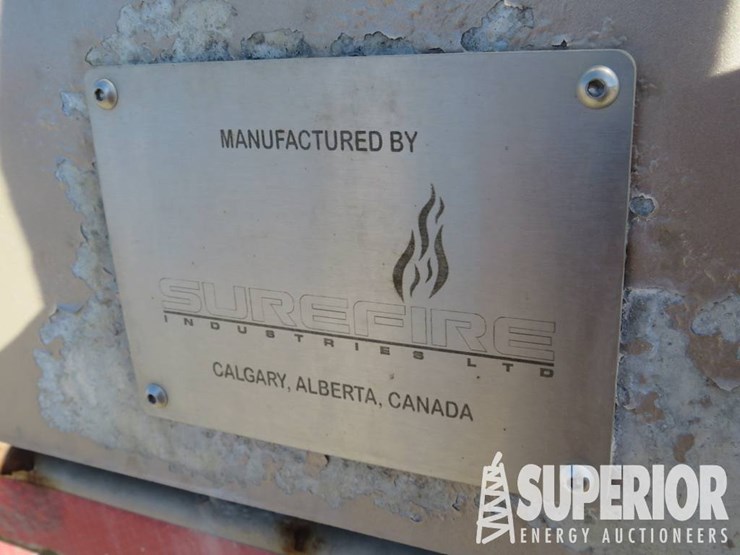 MANUFACTURED BY
SUREFIRE
INDUSTRIES LTD
CALGARY, ALBERTA, CANADA
SUPERIOR
ENERGY AUCTIONEERS